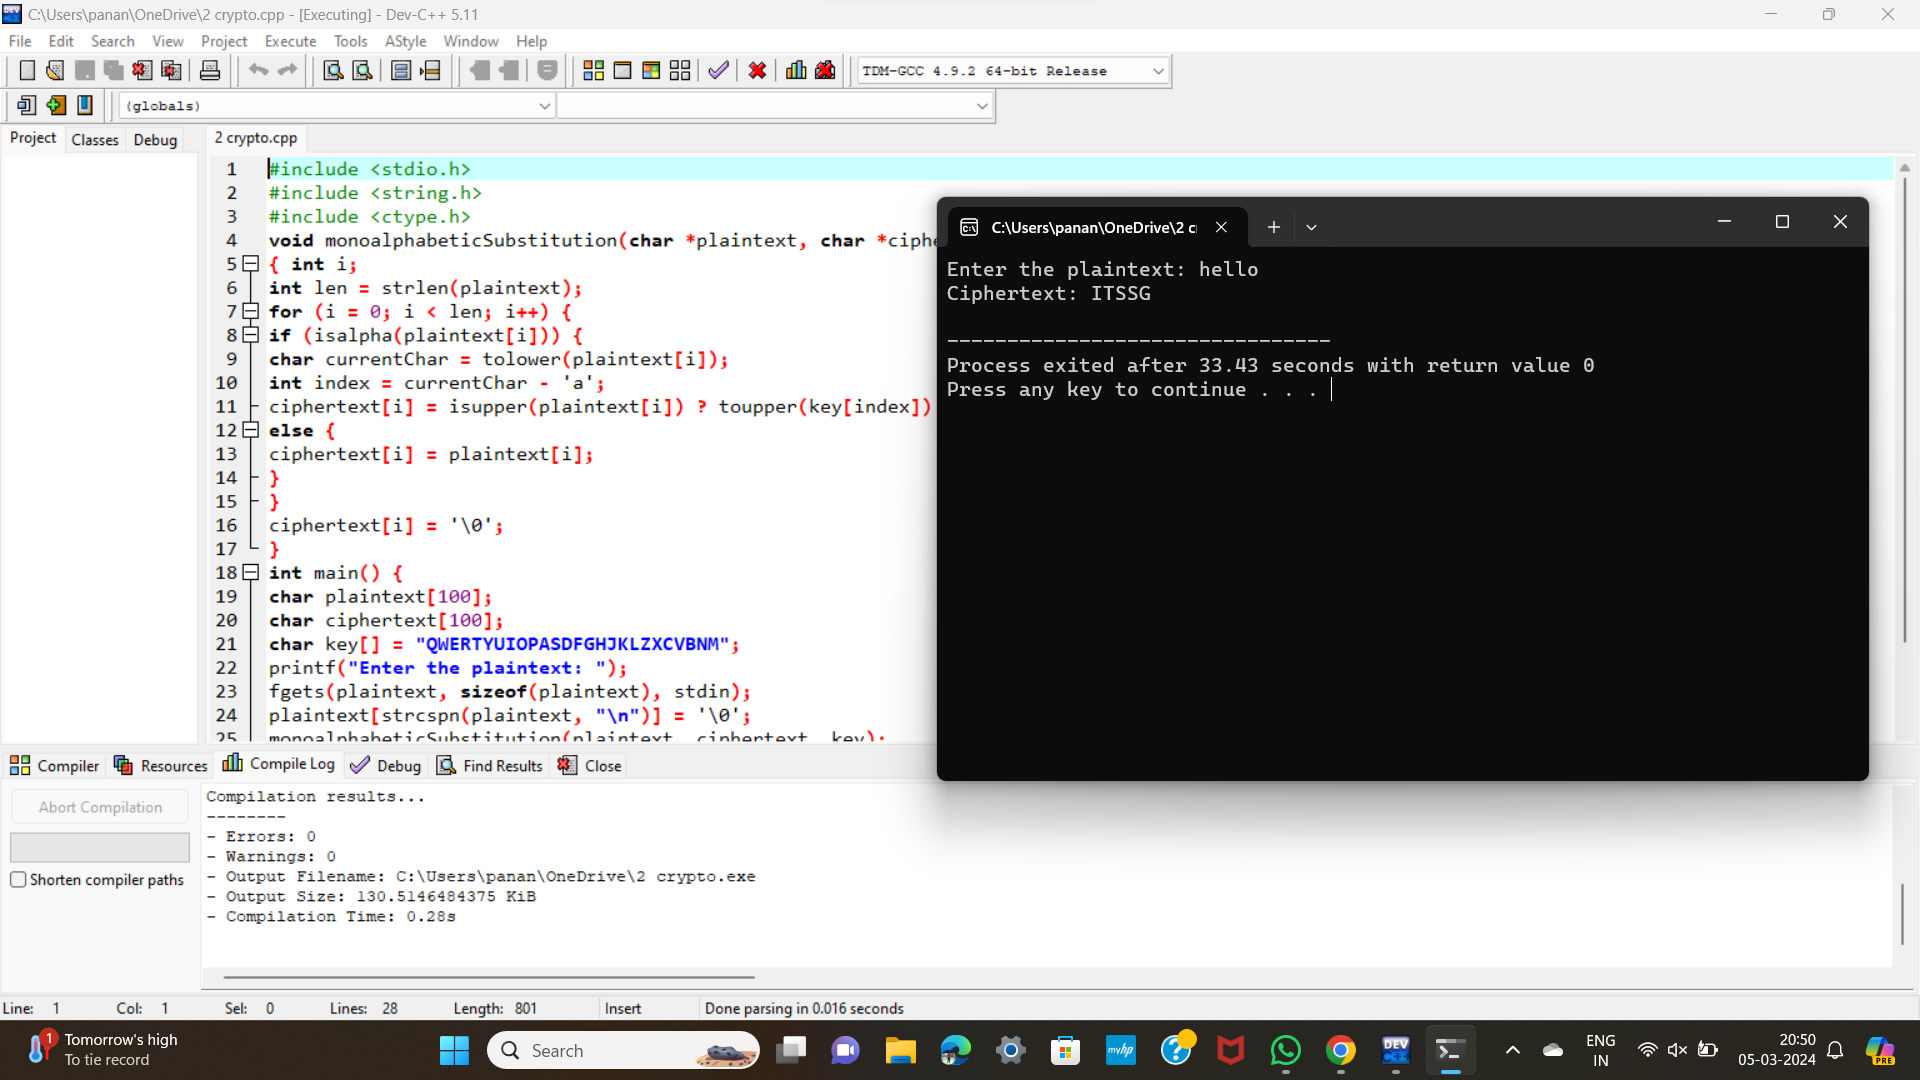 C:\Users\panan\OneDrive\2 crypto.cpp - [Executing] - Dev-C++ 5.11
File Edit Search View Project Execute Tools AStyle Window Help
TDM-GCC 4.9.2 64-bit Release
(globals)
Project Classes Debug
2 crypto.cpp
1 #include <stdio.h>
2 #include <string.h>
3 #include <ctype.h>
4 void monoalphabeticSubstitution(char *plaintext, char *ciphe
5 { int i;
6 int len = strlen(plaintext);
7 for (i = 0; i < len; i++) {
8 if (isalpha(plaintext[i])) {
9 char currentChar = tolower(plaintext[i]);
10 int index = currentChar - 'a';
11 ciphertext[i] = isupper(plaintext[i]) ? toupper(key[index])
12 else {
13 ciphertext[i] = plaintext[i];
14 }
15 }
16 ciphertext[i] = '\0';
17 }
18 int main() {
19 char plaintext[100];
20 char ciphertext[100];
21 char key[] = "QWERTYUIOPASDFGHJKLZXCVBNM";
22 printf("Enter the plaintext: ");
23 fgets(plaintext, sizeof(plaintext), stdin);
24 plaintext[strcspn(plaintext, "\n")] = '\0';
25 monoalphabeticSubstitution(plaintext, ciphertext, key);
C:\Users\panan\OneDrive\2 c
Enter the plaintext: hello
Ciphertext: ITSSG
--------------------------------
Process exited after 33.43 seconds with return value 0
Press any key to continue . . .
Compiler Resources Compile Log Debug Find Results Close
Abort Compilation
Shorten compiler paths
Compilation results...
--------
- Errors: 0
- Warnings: 0
- Output Filename: C:\Users\panan\OneDrive\2 crypto.exe
- Output Size: 130.5146484375 KiB
- Compilation Time: 0.28s
Line: 1 Col: 1 Sel: 0 Lines: 28 Length: 801 Insert Done parsing in 0.016 seconds
1
Tomorrow's high
To tie record
Search
myhp
DEV
C++
ENG
IN
20:50
05-03-2024
PRE